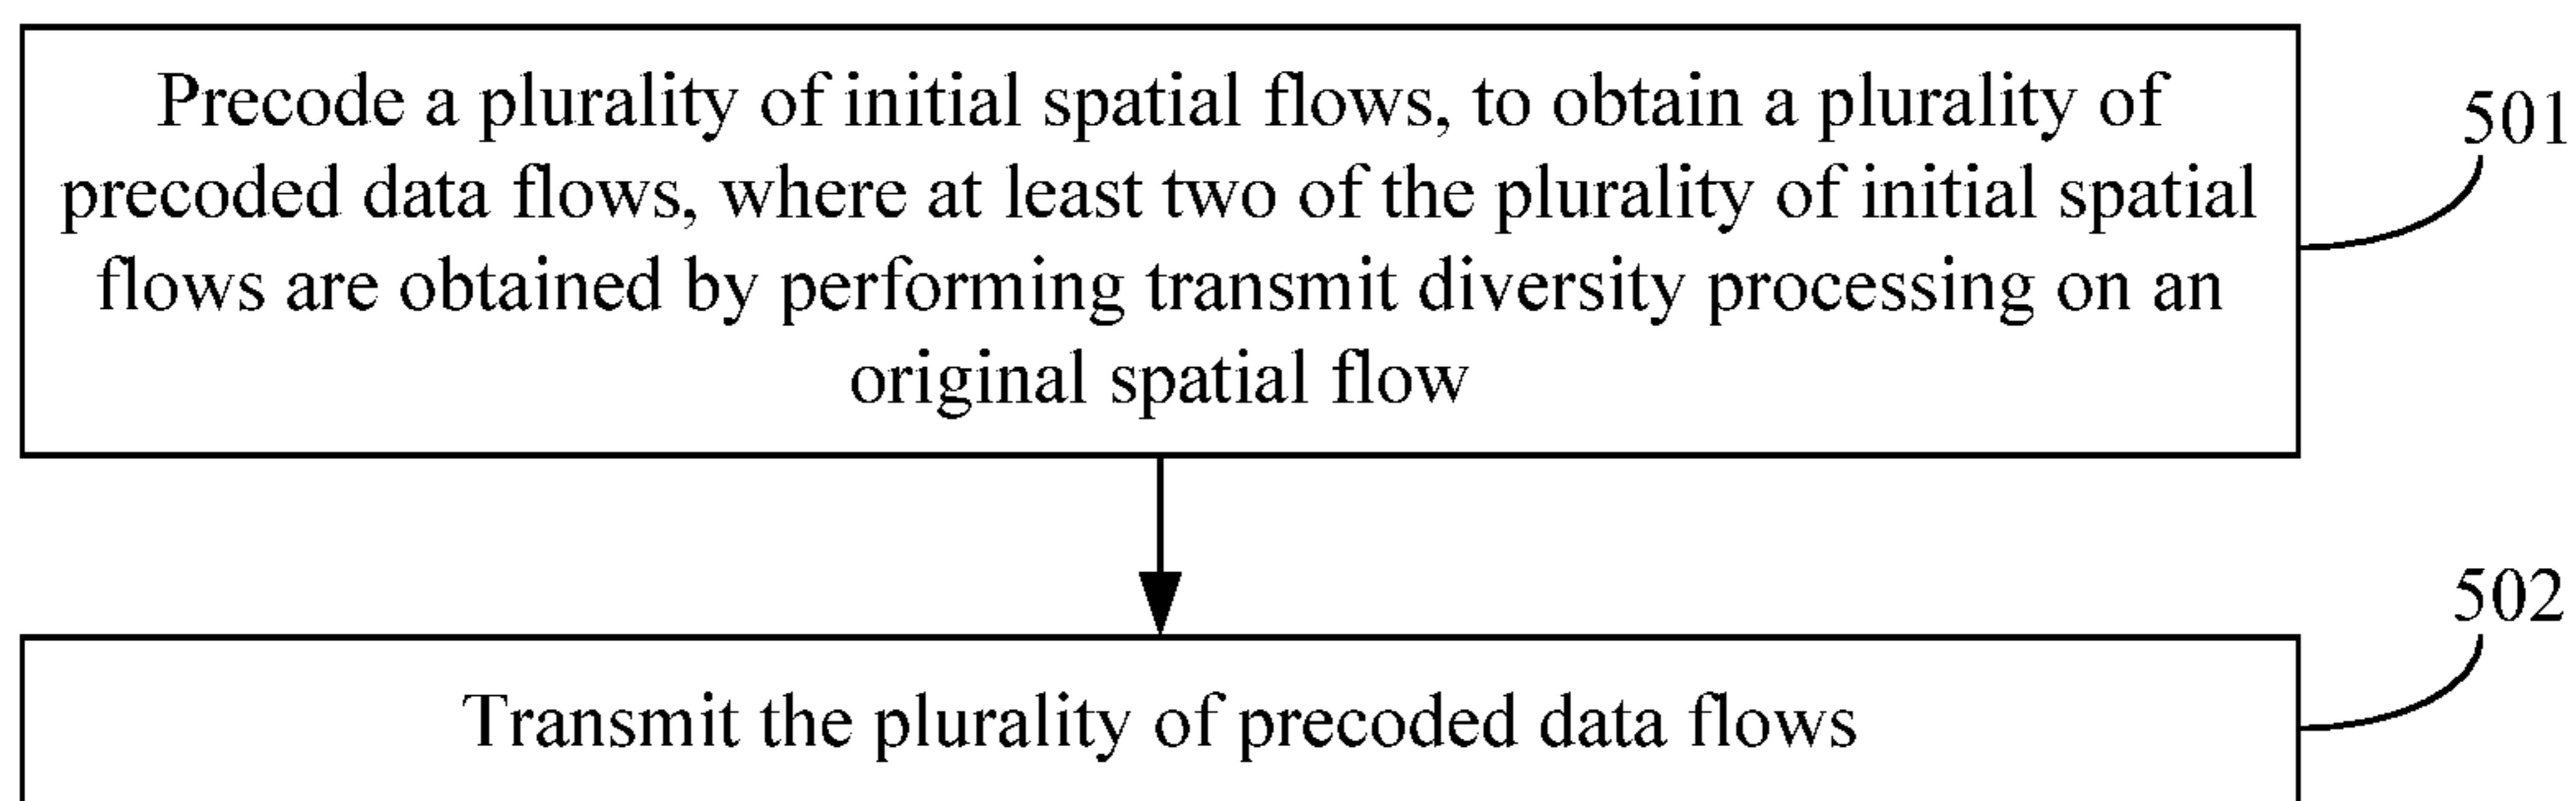 Precode a plurality of initial spatial flows, to obtain a plurality of
precoded data flows, where at least two of the plurality of initial spatial
flows are obtained by performing transmit diversity processing on an
original spatial flow
501
Transmit the plurality of precoded data flows
502